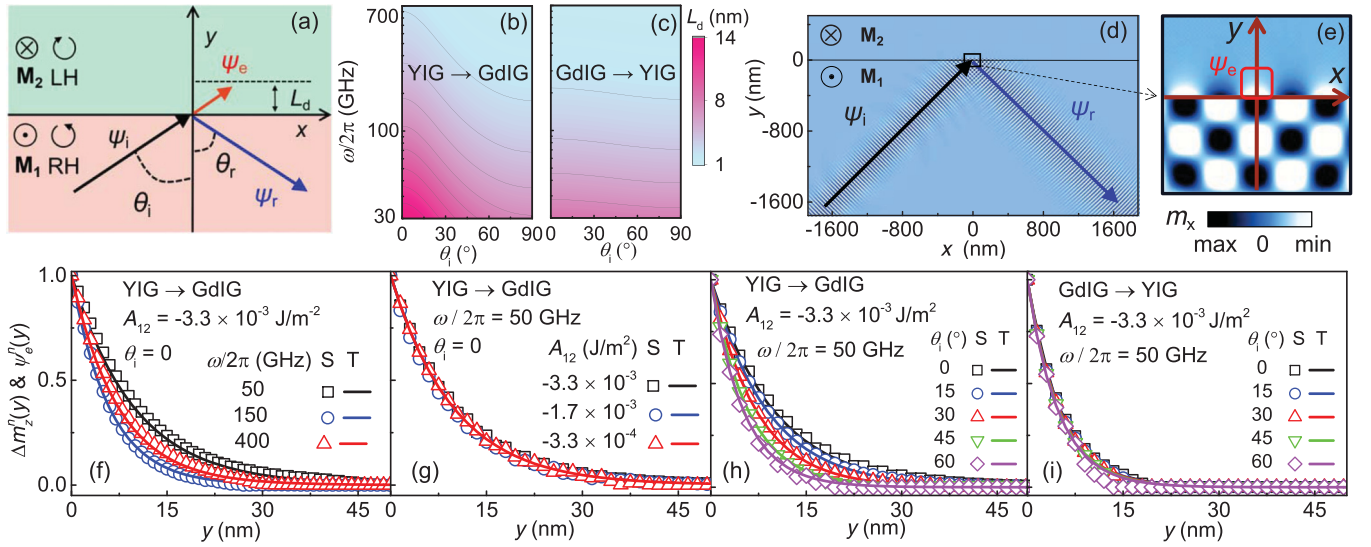 (a)
y
M₂ LH
ψe
Ld
x
M₁ RH
ψi
θi
θr
ψr
(b)
700
100
30
ω/2π (GHz)
YIG → GdIG
0 30 60 90
θi (°)
(c)
GdIG → YIG
0 30 60 90
θi (°)
Ld (nm)
14
8
1
(d)
M₂
M₁
ψi
ψr
0
-800
-1600
y (nm)
-1600 -800 0 800 1600
x (nm)
(e)
y
ψe
x
mx
max 0 min
Δmzⁿ(y) & ψeⁿ(y)
1.0
0.5
0.0
YIG → GdIG
A₁₂ = -3.3 × 10⁻³ J/m⁻²
θi = 0
ω/2π (GHz) S T
50
150
400
(f)
0 15 30 45
y (nm)
YIG → GdIG
ω / 2π = 50 GHz
θi = 0
A₁₂ (J/m²) S T
-3.3 × 10⁻³
-1.7 × 10⁻³
-3.3 × 10⁻⁴
(g)
0 15 30 45
y (nm)
YIG → GdIG
A₁₂ = -3.3 × 10⁻³ J/m²
ω / 2π = 50 GHz
θi (°) S T
0
15
30
45
60
(h)
0 15 30 45
y (nm)
GdIG → YIG
A₁₂ = -3.3 × 10⁻³ J/m²
ω / 2π = 50 GHz
θi (°) S T
0
15
30
45
60
(i)
0 15 30 45
y (nm)